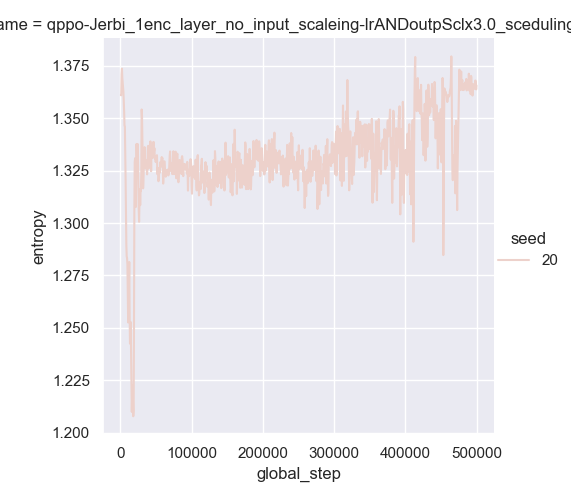 ame = qppo-Jerbi_1enc_layer_no_input_scaleing-lrANDoutpSclx3.0_sceduling
1.375
1.350
1.325
1.300
1.275
1.250
1.225
1.200
entropy
seed
20
0 100000 200000 300000 400000 500000
global_step